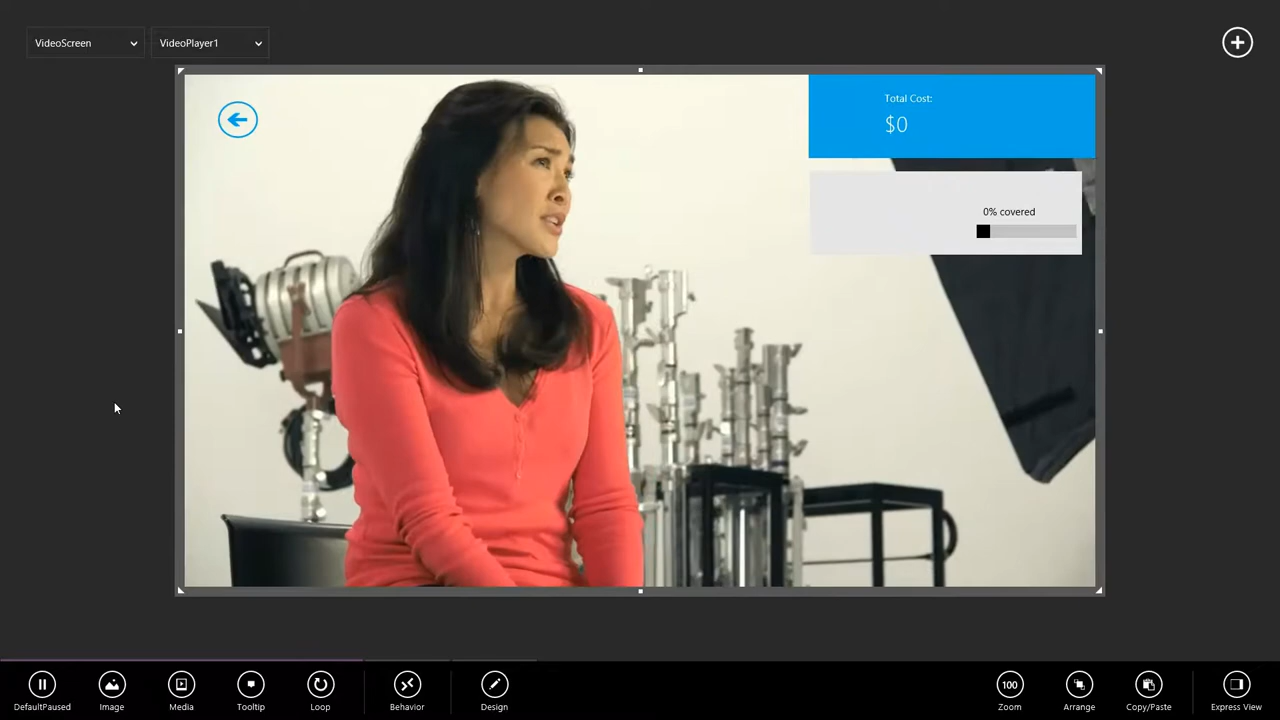 VideoScreen
VideoPlayer1
Total Cost:
$0
0% covered
DefaultPaused
Image
Media
Tooltip
Loop
Behavior
Design
100
Zoom
Arrange
Copy/Paste
Express View